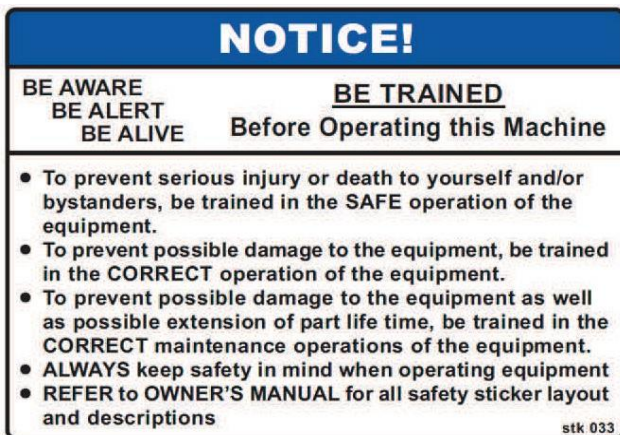 NOTICE!
BE AWARE
BE ALERT
BE ALIVE
BE TRAINED
Before Operating this Machine
• To prevent serious injury or death to yourself and/or
bystanders, be trained in the SAFE operation of the
equipment.
• To prevent possible damage to the equipment, be trained
in the CORRECT operation of the equipment.
• To prevent possible damage to the equipment as well
as possible extension of part life time, be trained in the
CORRECT maintenance operations of the equipment.
• ALWAYS keep safety in mind when operating equipment
• REFER to OWNER'S MANUAL for all safety sticker layout
and descriptions
stk 033